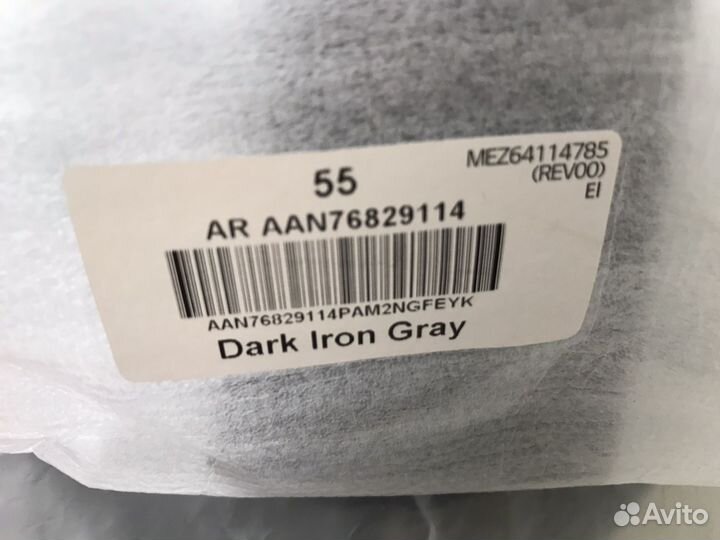 55
MEZ64114785
(REV00)
EI
AR AAN76829114
AAN76829114PAM2NGFEYK
Dark Iron Gray
Avito